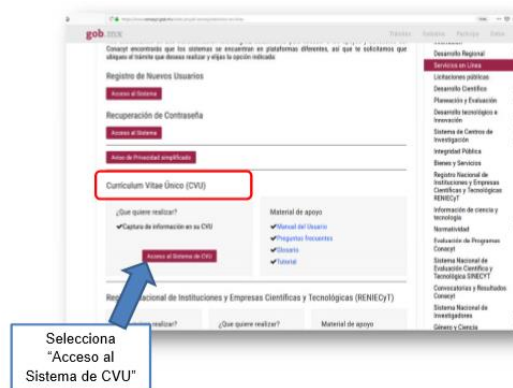 gob.mx
Conacyt encontrarás que los sistemas se encuentran en plataformas diferentes, así que te solicitamos que
ubiques el trámite que deseas realizar y elijas la opción indicada:
Registro de Nuevos Usuarios
Acceso al Sistema
Recuperación de Contraseña
Acceso al Sistema
Aviso de Privacidad simplificado
Curriculum Vitae Único (CVU)
¿Que quiere realizar?
Captura de información en su CVU
Acceso al Sistema de CVU
Material de apoyo
Manual del Usuario
Preguntas frecuentes
Glosario
Tutorial
Nacional de Instituciones y Empresas Científicas y Tecnológicas (RENIECyT)
realizar?
¿Que quiere realizar?
Material de apoyo
Desarrollo Regional
Servicios en Línea
Licitaciones públicas
Desarrollo Científico
Planeación y Evaluación
Desarrollo tecnológico e
Innovación
Sistema de Centros de
Investigación
Integridad Pública
Bienes y Servicios
Registro Nacional de
Instituciones y Empresas
Científicas y Tecnológicas
RENIECyT
Información de ciencia y
tecnología
Normatividad
Evaluación de Programas
Conacyt
Sistema Nacional de
Evaluación Científica y
Tecnológica SINECYT
Convocatorias y Resultados
Conacyt
Sistema Nacional de
Investigadores
Género y Ciencia
Selecciona
"Acceso al
Sistema de CVU"